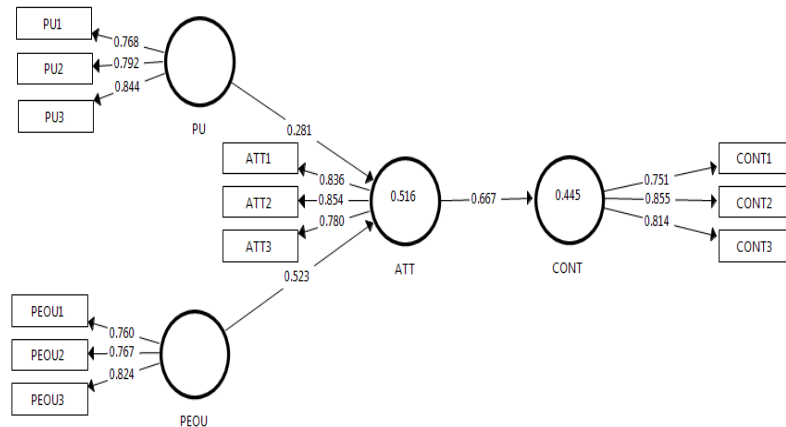 PU1
0.768
PU2
0.792
0.844
PU3
PU
0.281
ATT1
0.836
ATT2
0.854
0.780
ATT3
0.516
ATT
0.667
0.445
CONT
0.751
CONT1
0.855
CONT2
0.814
CONT3
0.523
PEOU1
0.760
PEOU2
0.767
0.824
PEOU3
PEOU